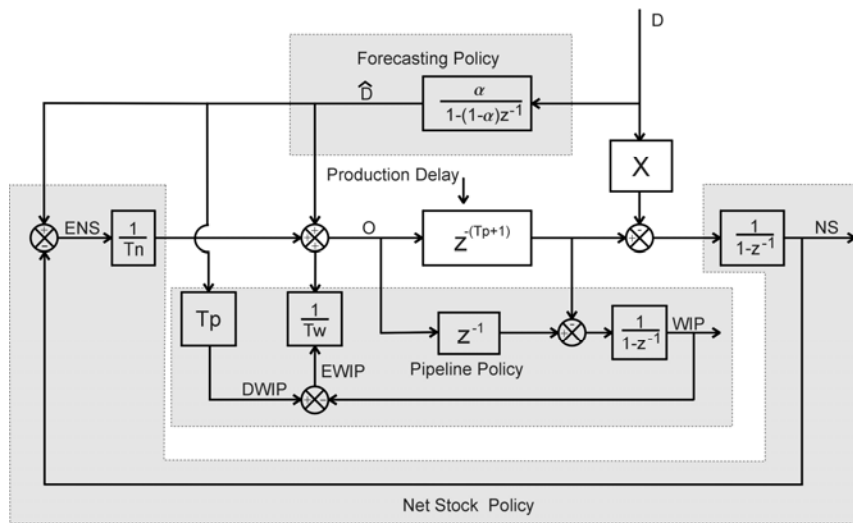 D
Forecasting Policy
D̂
α
1-(1-α)z⁻¹
X
Production Delay
ENS
1
Tn
O
z⁻⁽ᵀᵖ⁺¹⁾
1
1-z⁻¹
NS
Tp
1
Tw
z⁻¹
1
1-z⁻¹
WIP
Pipeline Policy
EWIP
DWIP
Net Stock Policy